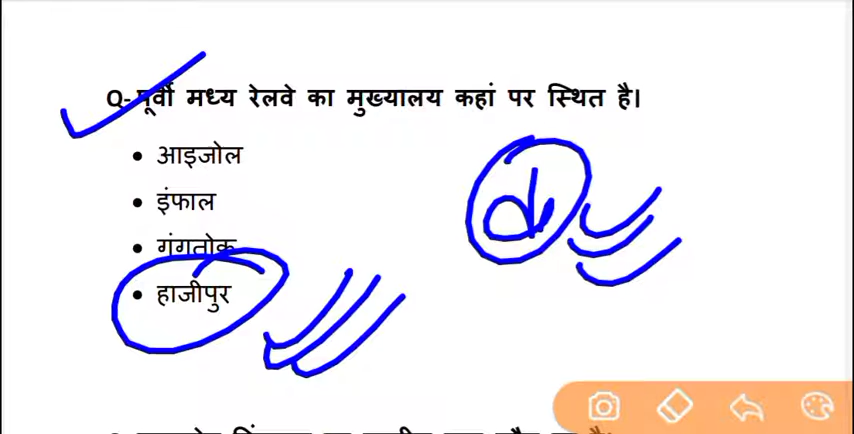 Q- पूर्वी मध्य रेलवे का मुख्यालय कहां पर स्थित है।
• आइजोल
• इंफाल
• गंगतोक
• हाजीपुर
d